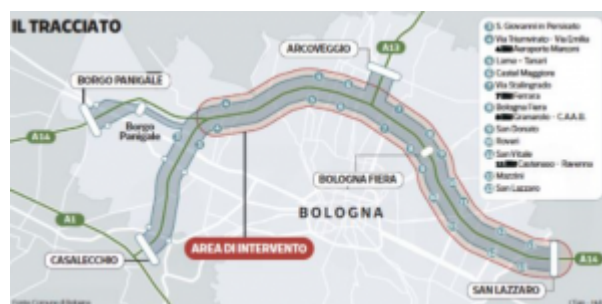 IL TRACCIATO
ARCOVEGGIO
A13
BORGO PANIGALE
Borgo
Panigale
A14
A1
CASALECCHIO
AREA DI INTERVENTO
BOLOGNA FIERA
BOLOGNA
SAN LAZZARO
A14
S. Giovanni in Persiceto
Via Triumvirato - Via Emilia
Aeroporto Marconi
Lame - Tanari
Castel Maggiore
Via Stalingrado
Ferrara
Bologna Fiera
Granarolo - C.A.A.B.
San Donato
Roveri
San Vitale
Castenaso - Ravenna
Mazzini
San Lazzaro